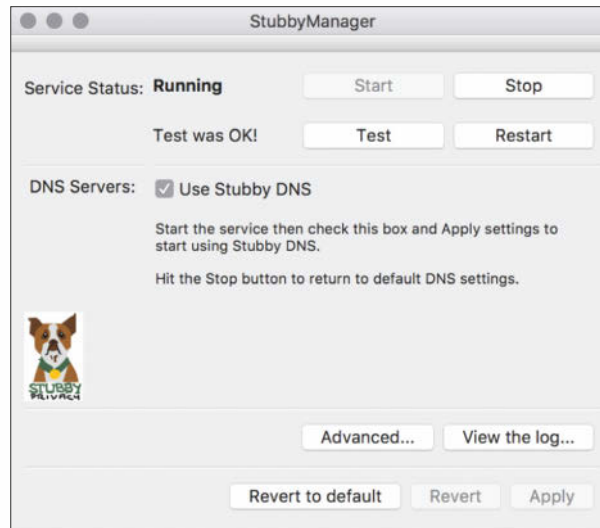 StubbyManager
Service Status: Running Start Stop
Test was OK! Test Restart
DNS Servers: Use Stubby DNS
Start the service then check this box and Apply settings to
start using Stubby DNS.
Hit the Stop button to return to default DNS settings.
STUBBY
PRIVACY
Advanced... View the log...
Revert to default Revert Apply